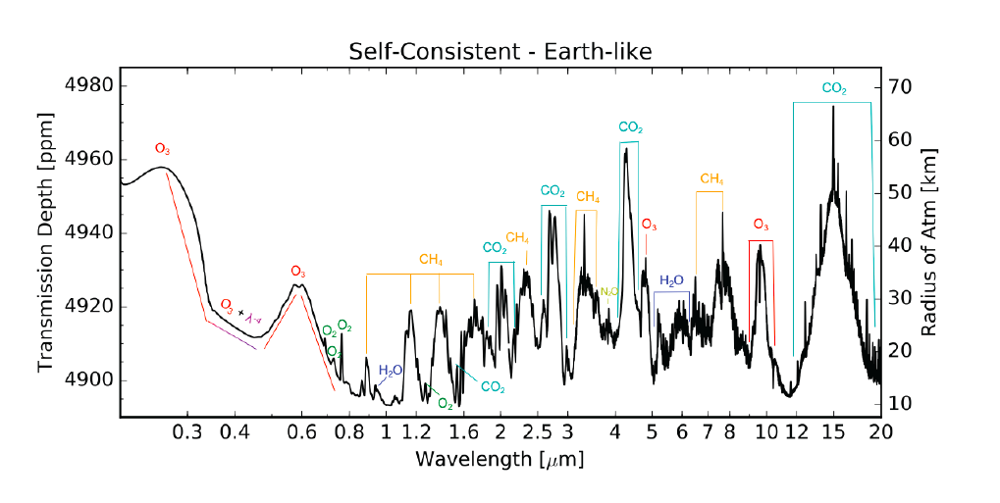 Self-Consistent - Earth-like
Transmission Depth [ppm]
4980
4960
4940
4920
4900
Radius of Atm [km]
70
60
50
40
30
20
10
O₃
O₃ + λ⁻⁴
O₃
O₂
O₂
O₂
H₂O
CH₄
O₂
CO₂
CO₂
CH₄
CO₂
CH₄
N₂O
CO₂
O₃
H₂O
CH₄
O₃
CO₂
0.3 0.4 0.6 0.8 1 1.2 1.6 2 2.5 3 4 5 6 7 8 10 12 15 20
Wavelength [μm]